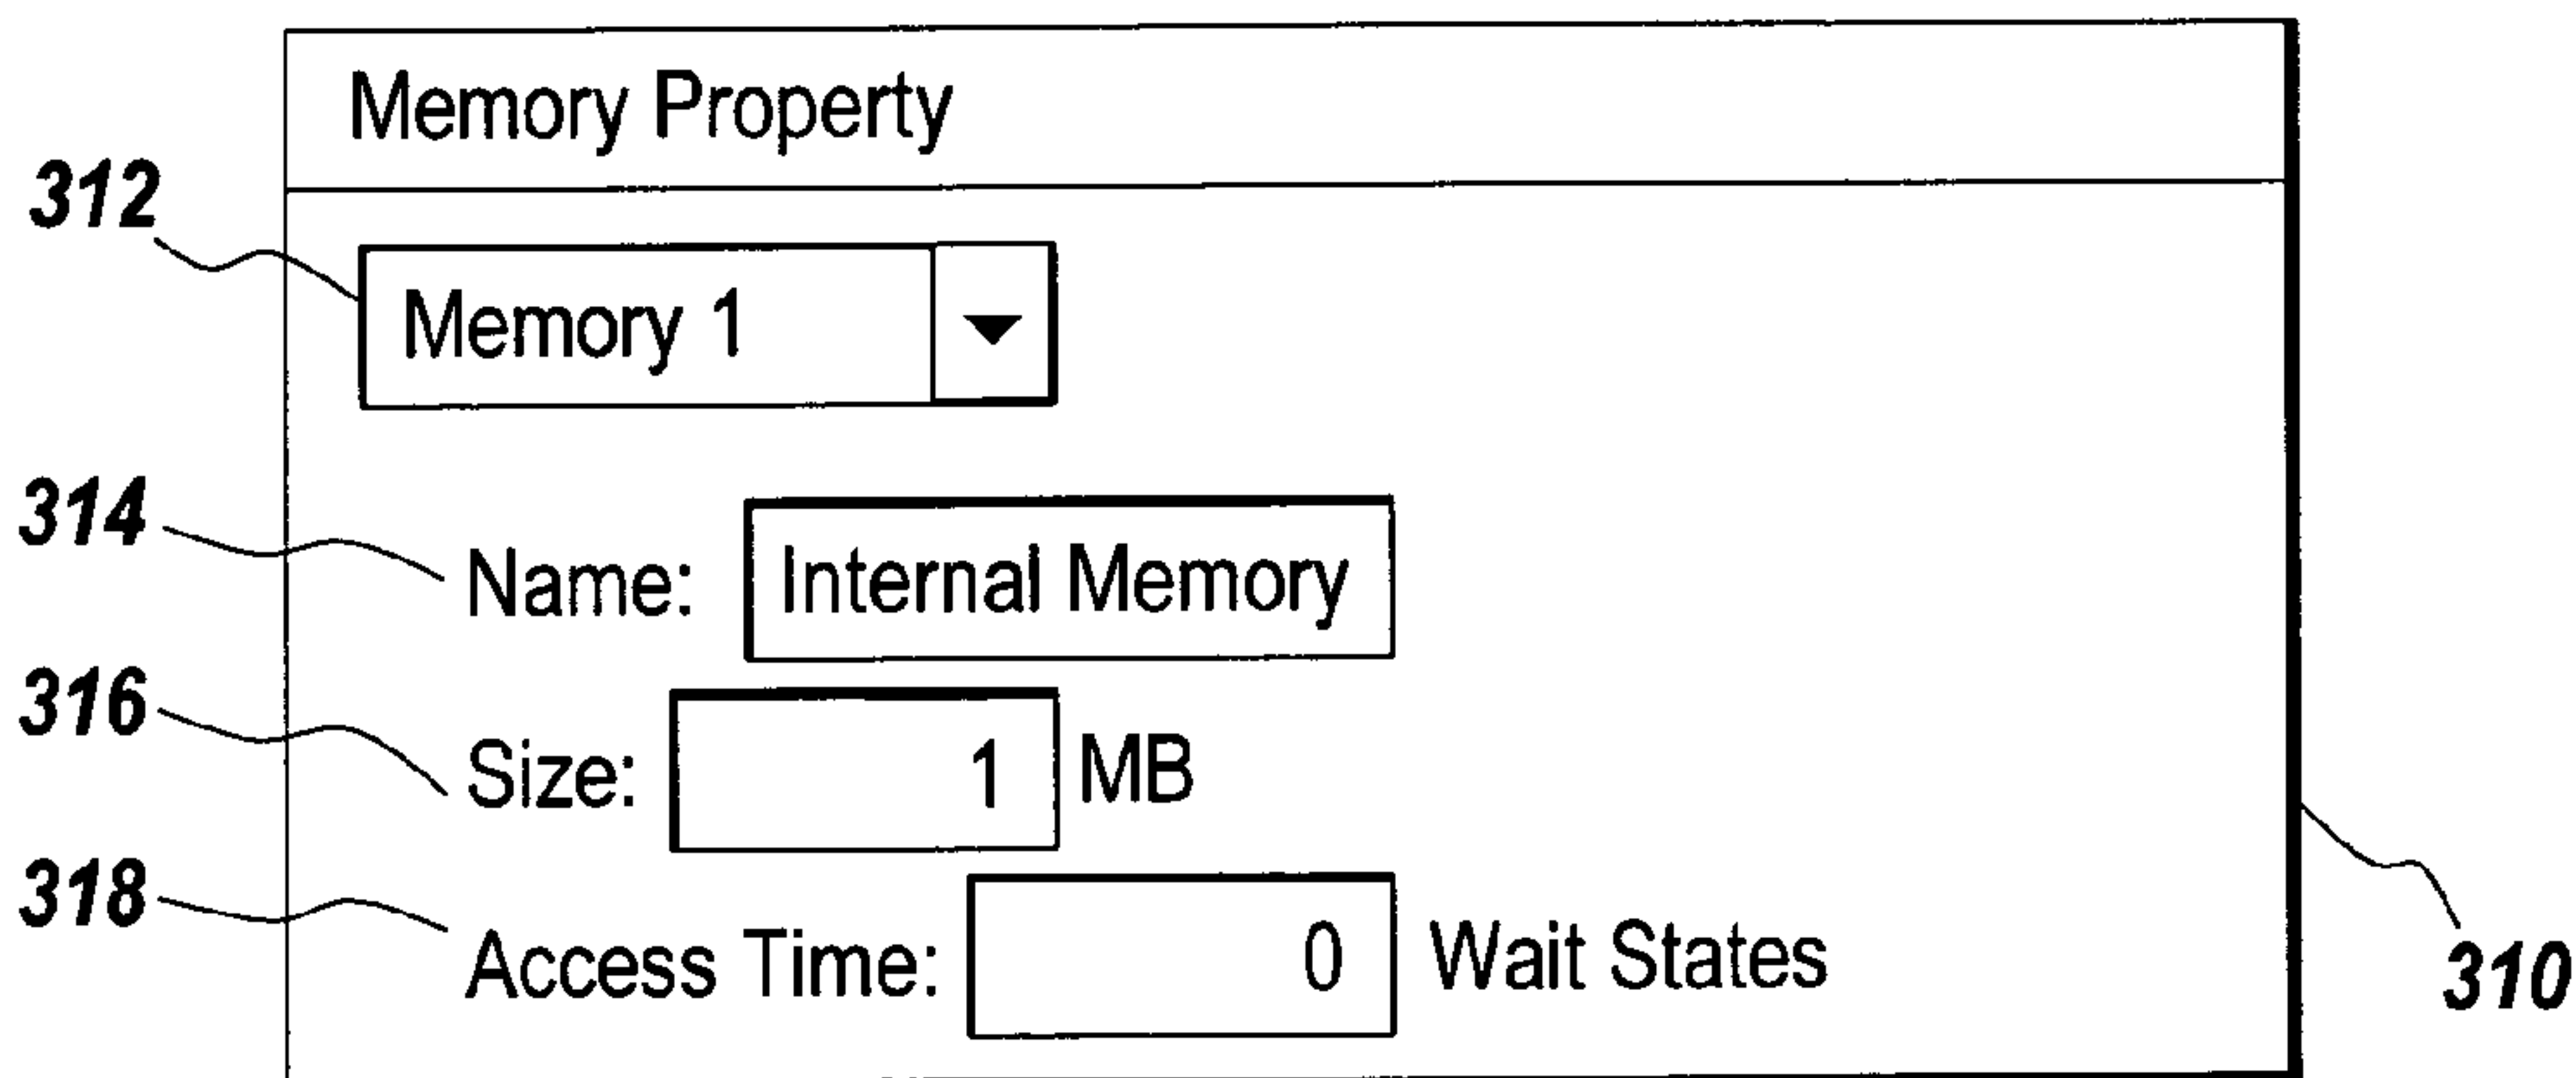 Memory Property
312
Memory 1
314
Name: Internal Memory
316
Size: 1 MB
318
Access Time: 0 Wait States
310